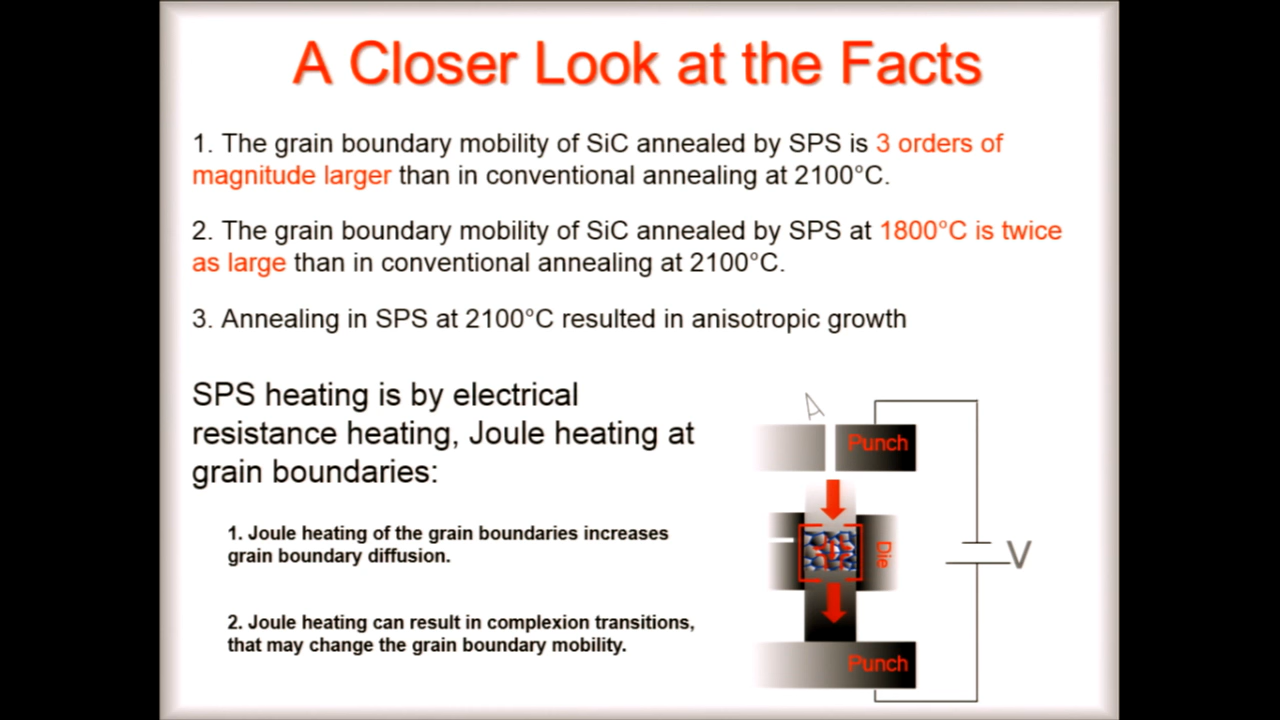 A Closer Look at the Facts
1. The grain boundary mobility of SiC annealed by SPS is 3 orders of
magnitude larger than in conventional annealing at 2100°C.
2. The grain boundary mobility of SiC annealed by SPS at 1800°C is twice
as large than in conventional annealing at 2100°C.
3. Annealing in SPS at 2100°C resulted in anisotropic growth
SPS heating is by electrical
resistance heating, Joule heating at
grain boundaries:
1. Joule heating of the grain boundaries increases
grain boundary diffusion.
2. Joule heating can result in complexion transitions,
that may change the grain boundary mobility.
A
Punch
Die
V
Punch